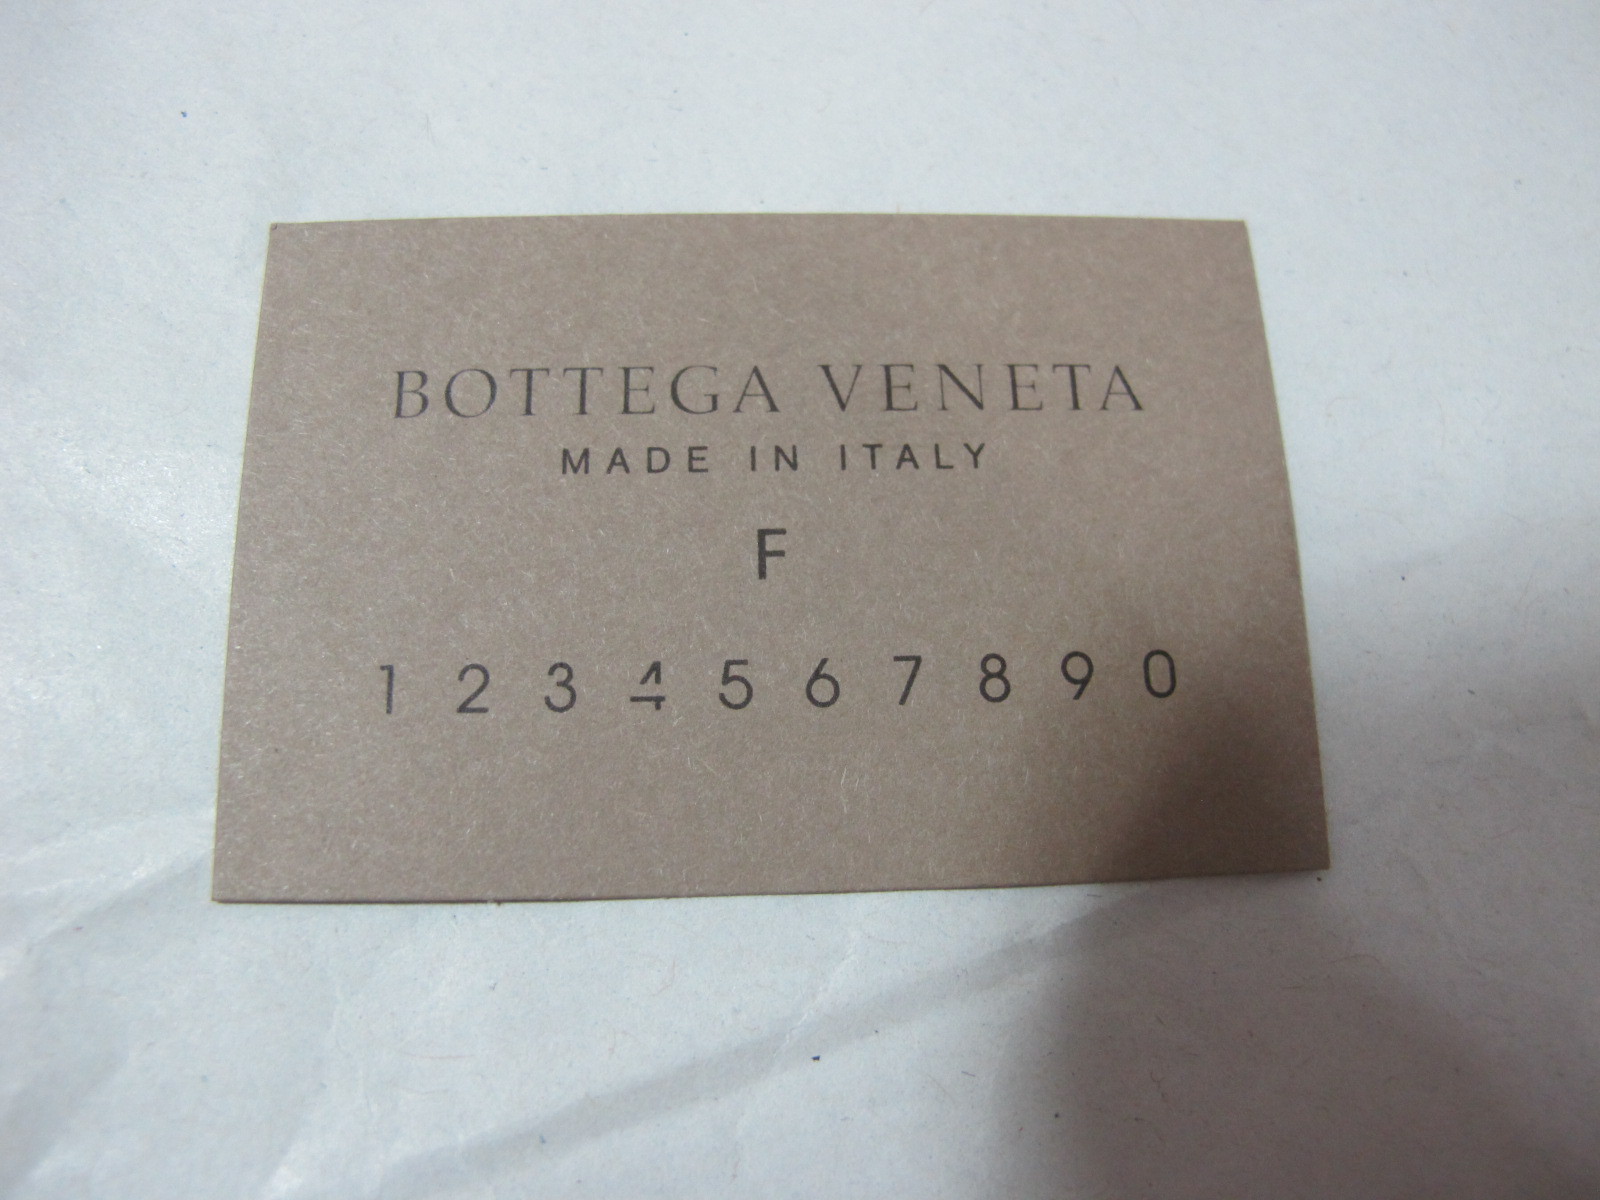 BOTTEGA VENETA
MADE IN ITALY
F
1 2 3 4 5 6 7 8 9 0